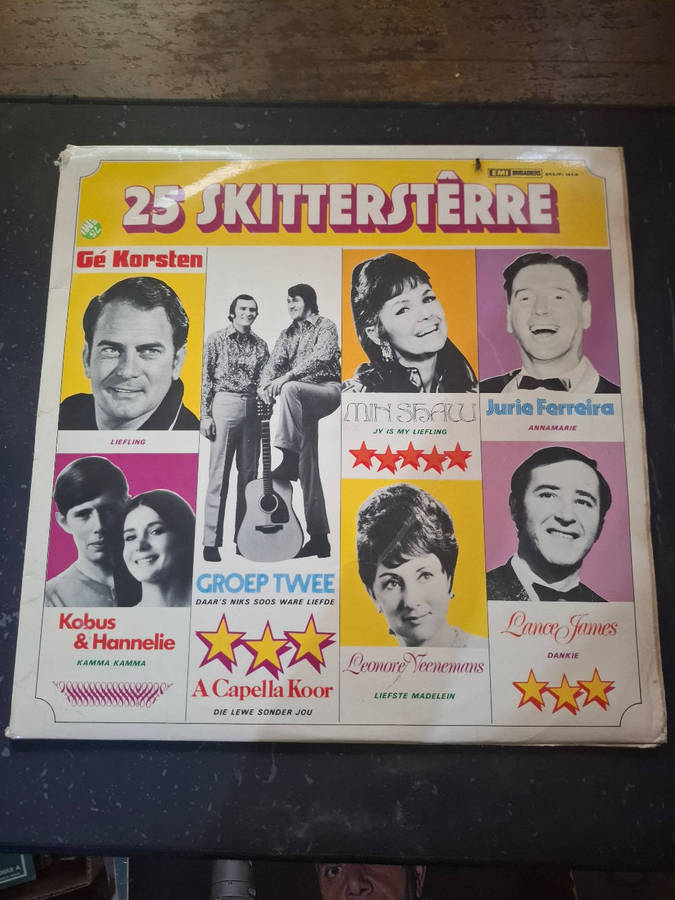 EMI BRIGADIERS
25 SKITTERSTÊRRE
Gé Korsten
LIEFLING
Kobus
& Hannelie
KAMMA KAMMA
GROEP TWEE
DAAR'S NIKS SOOS WARE LIEFDE
A Capella Koor
DIE LEWE SONDER JOU
MIN SHAW
JY IS MY LIEFLING
Leonore Veenemans
LIEFSTE MADELEIN
Jurie Ferreira
ANNAMARIE
Lance James
DANKIE